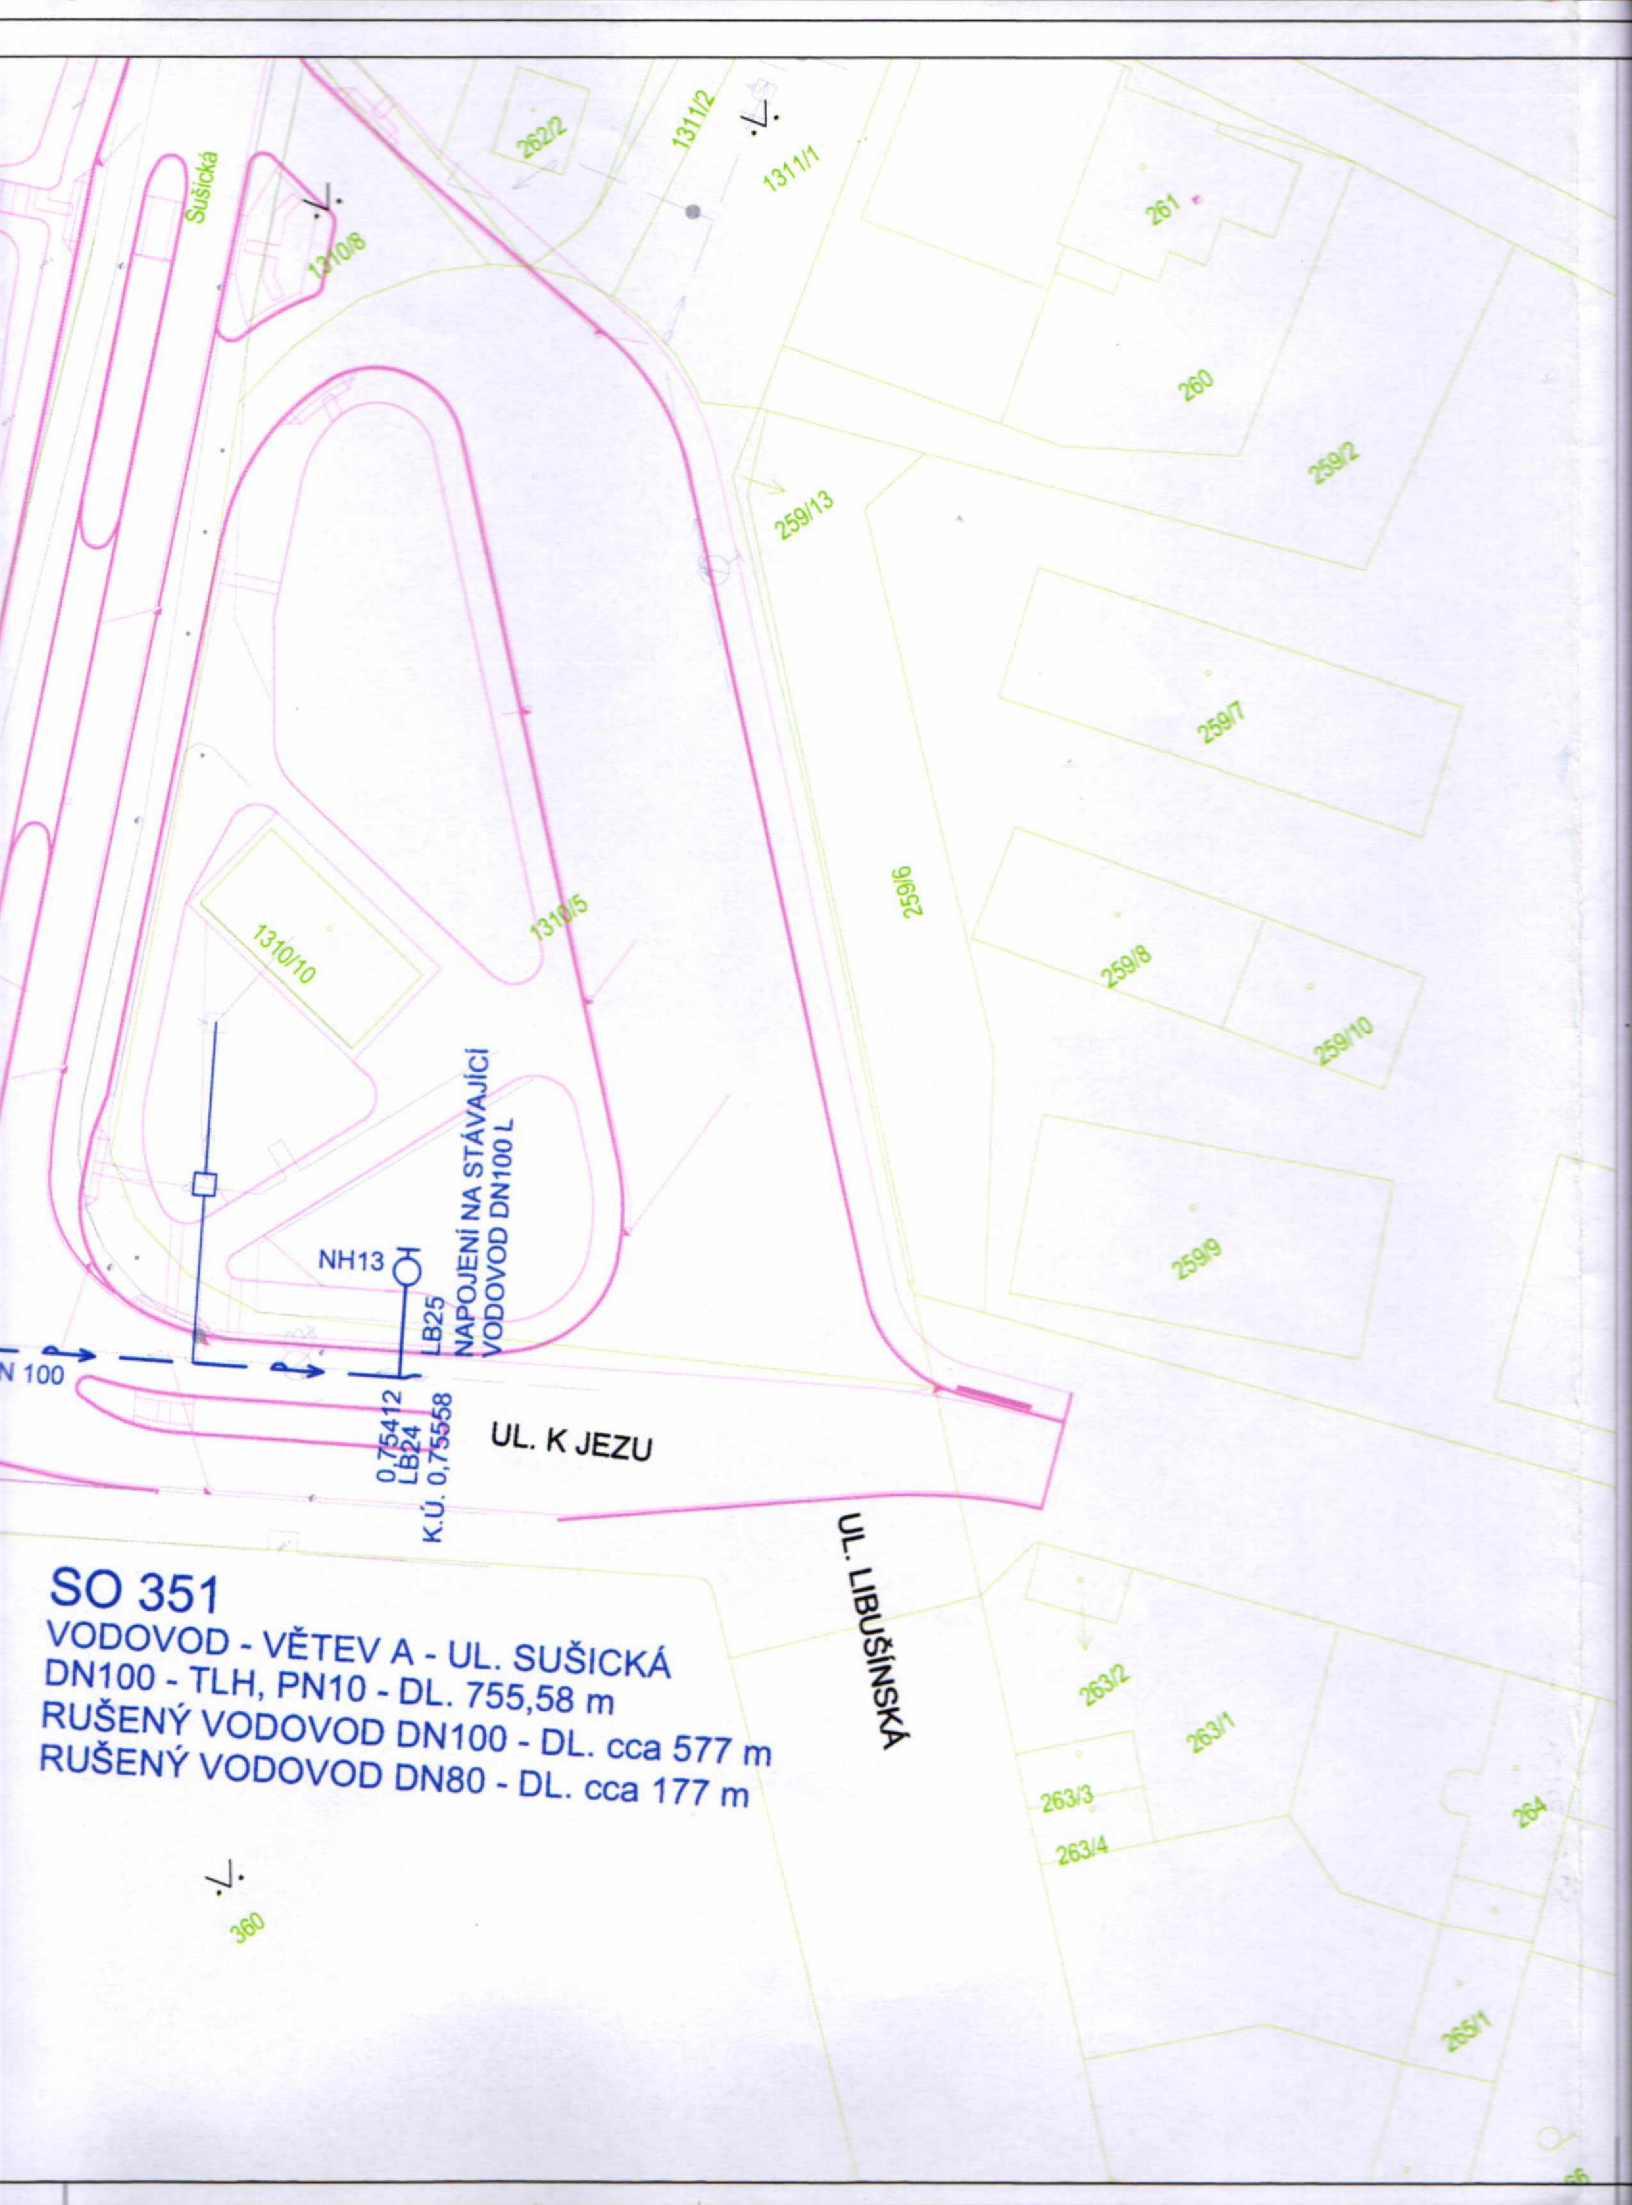 262/2
1311/2
1311/1
Sušická
1310/8
261
260
259/2
259/13
259/7
259/6
1310/5
1310/10
259/8
259/10
259/9
NH13
LB25
NAPOJENÍ NA STÁVAJÍCÍ
VODOVOD DN100 L
N 100
0,75412
LB24
K.Ú. 0,75558
UL. K JEZU
UL. LIBUŠÍNSKÁ
SO 351
VODOVOD - VĚTEV A - UL. SUŠICKÁ
DN100 - TLH, PN10 - DL. 755,58 m
RUŠENÝ VODOVOD DN100 - DL. cca 577 m
RUŠENÝ VODOVOD DN80 - DL. cca 177 m
263/2
263/1
263/3
263/4
264
360
265/1